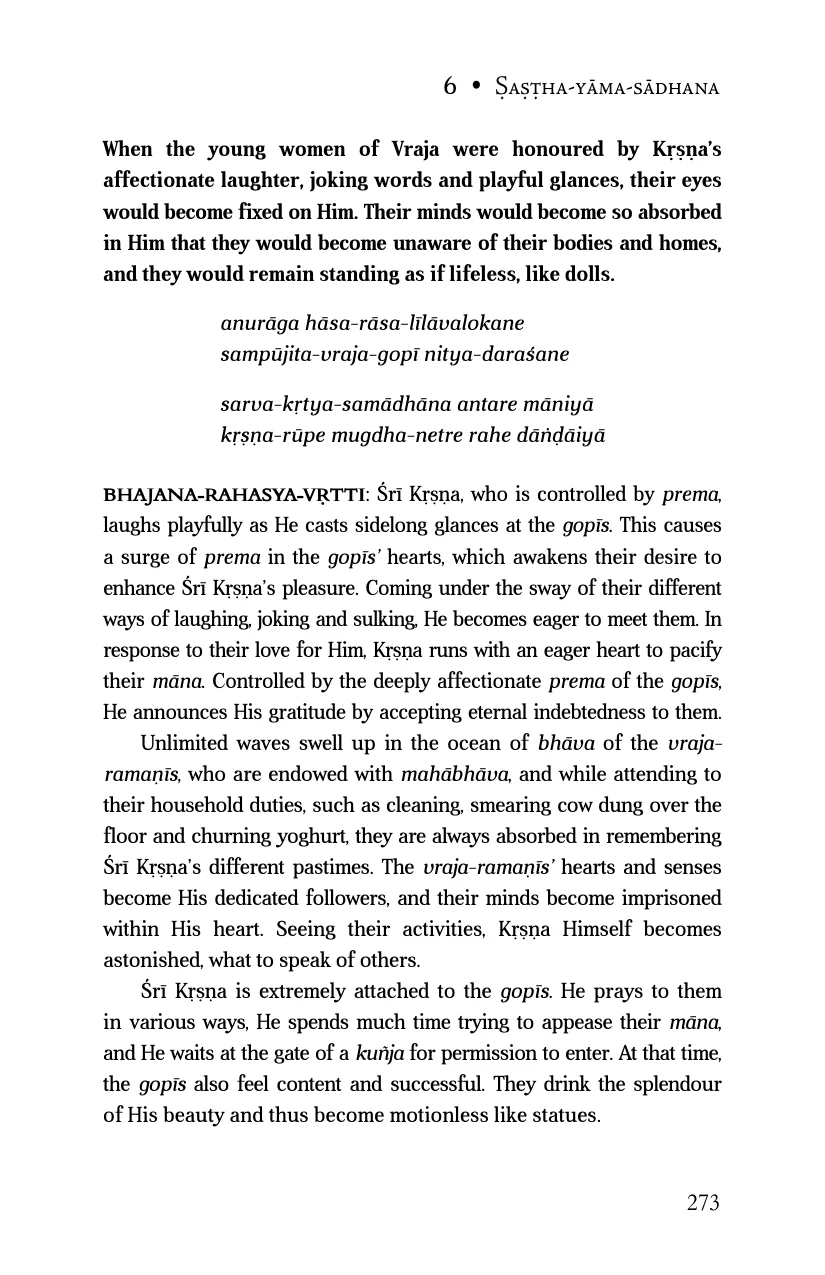 6 • Ṣaṣṭha-yāma-sādhana
When the young women of Vraja were honoured by Kṛṣṇa’s
affectionate laughter, joking words and playful glances, their eyes
would become fixed on Him. Their minds would become so absorbed
in Him that they would become unaware of their bodies and homes,
and they would remain standing as if lifeless, like dolls.
anurāga hāsa-rāsa-līlāvalokane
sampūjita-vraja-gopī nitya-daraśane
sarva-kṛtya-samādhāna antare māniyā
kṛṣṇa-rūpe mugdha-netre rahe dāṅḍāiyā
BHAJANA-RAHASYA-VṚTTI: Śrī Kṛṣṇa, who is controlled by prema,
laughs playfully as He casts sidelong glances at the gopīs. This causes
a surge of prema in the gopīs’ hearts, which awakens their desire to
enhance Śrī Kṛṣṇa’s pleasure. Coming under the sway of their different
ways of laughing, joking and sulking, He becomes eager to meet them. In
response to their love for Him, Kṛṣṇa runs with an eager heart to pacify
their māna. Controlled by the deeply affectionate prema of the gopīs,
He announces His gratitude by accepting eternal indebtedness to them.
Unlimited waves swell up in the ocean of bhāva of the vraja-
ramaṇīs, who are endowed with mahābhāva, and while attending to
their household duties, such as cleaning, smearing cow dung over the
floor and churning yoghurt, they are always absorbed in remembering
Śrī Kṛṣṇa’s different pastimes. The vraja-ramaṇīs’ hearts and senses
become His dedicated followers, and their minds become imprisoned
within His heart. Seeing their activities, Kṛṣṇa Himself becomes
astonished, what to speak of others.
Śrī Kṛṣṇa is extremely attached to the gopīs. He prays to them
in various ways, He spends much time trying to appease their māna,
and He waits at the gate of a kuñja for permission to enter. At that time,
the gopīs also feel content and successful. They drink the splendour
of His beauty and thus become motionless like statues.
273